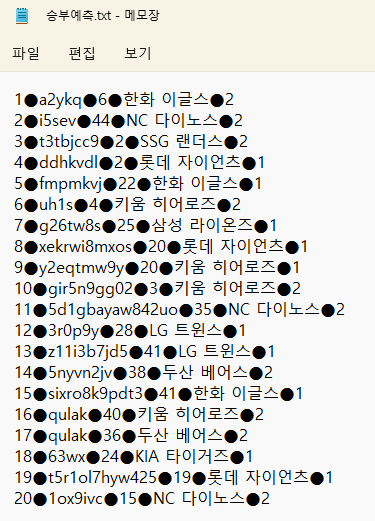 승부예측.txt - 메모장
파일 편집 보기
1●a2ykq●6●한화 이글스●2
2●i5sev●44●NC 다이노스●2
3●t3tbjcc9●2●SSG 랜더스●2
4●ddhkvdl●2●롯데 자이언츠●1
5●fmpmkvj●22●한화 이글스●1
6●uh1s●4●키움 히어로즈●2
7●g26tw8s●25●삼성 라이온즈●1
8●xekrwi8mxos●20●롯데 자이언츠●1
9●y2eqtmw9y●20●키움 히어로즈●1
10●gir5n9gg02●3●키움 히어로즈●2
11●5d1gbayaw842uo●35●NC 다이노스●2
12●3r0p9y●28●LG 트윈스●1
13●z11i3b7jd5●41●LG 트윈스●1
14●5nyvn2jv●38●두산 베어스●2
15●sixro8k9pdt3●41●한화 이글스●1
16●qulak●40●키움 히어로즈●2
17●qulak●36●두산 베어스●2
18●63wx●24●KIA 타이거즈●1
19●t5r1ol7hyw425●19●롯데 자이언츠●1
20●1ox9ivc●15●NC 다이노스●2